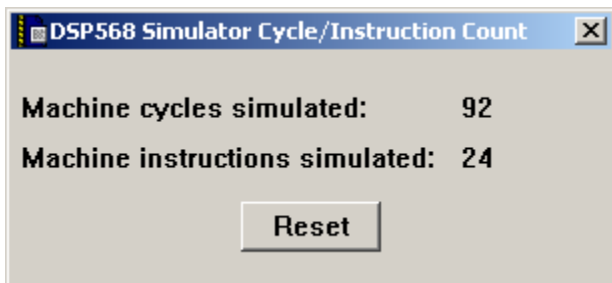 DSP568 Simulator Cycle/Instruction Count
Machine cycles simulated: 92
Machine instructions simulated: 24
Reset